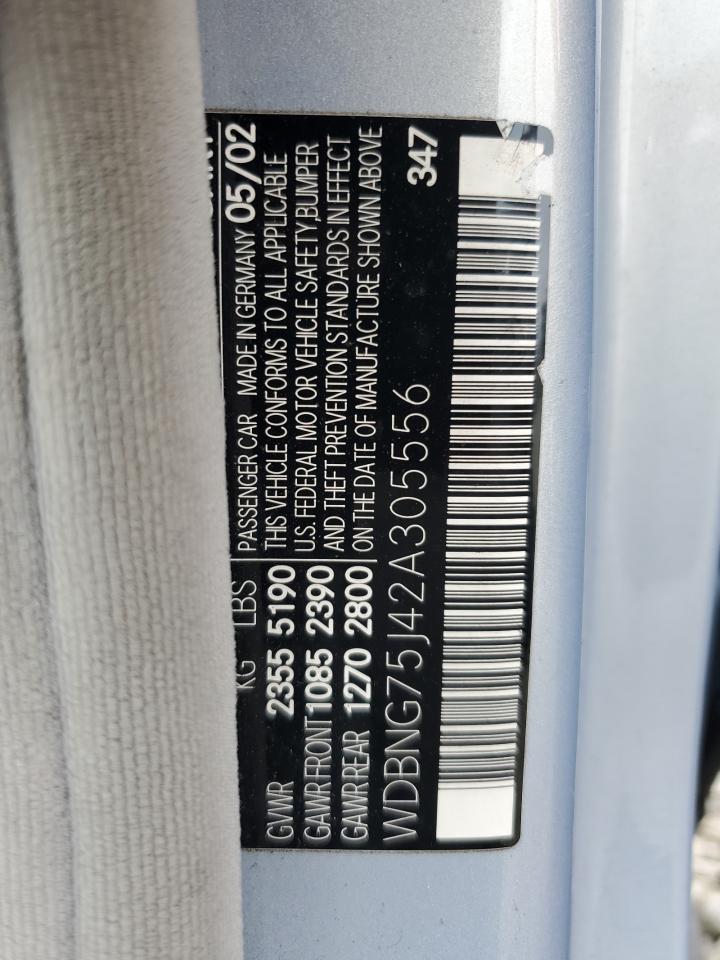 KG LBS
GVWR 2355 5190
GAWR FRONT 1085 2390
GAWR REAR 1270 2800
PASSENGER CAR MADE IN GERMANY 05/02
THIS VEHICLE CONFORMS TO ALL APPLICABLE
U.S. FEDERAL MOTOR VEHICLE SAFETY, BUMPER
AND THEFT PREVENTION STANDARDS IN EFFECT
ON THE DATE OF MANUFACTURE SHOWN ABOVE
WDBNG75J42A305556 347